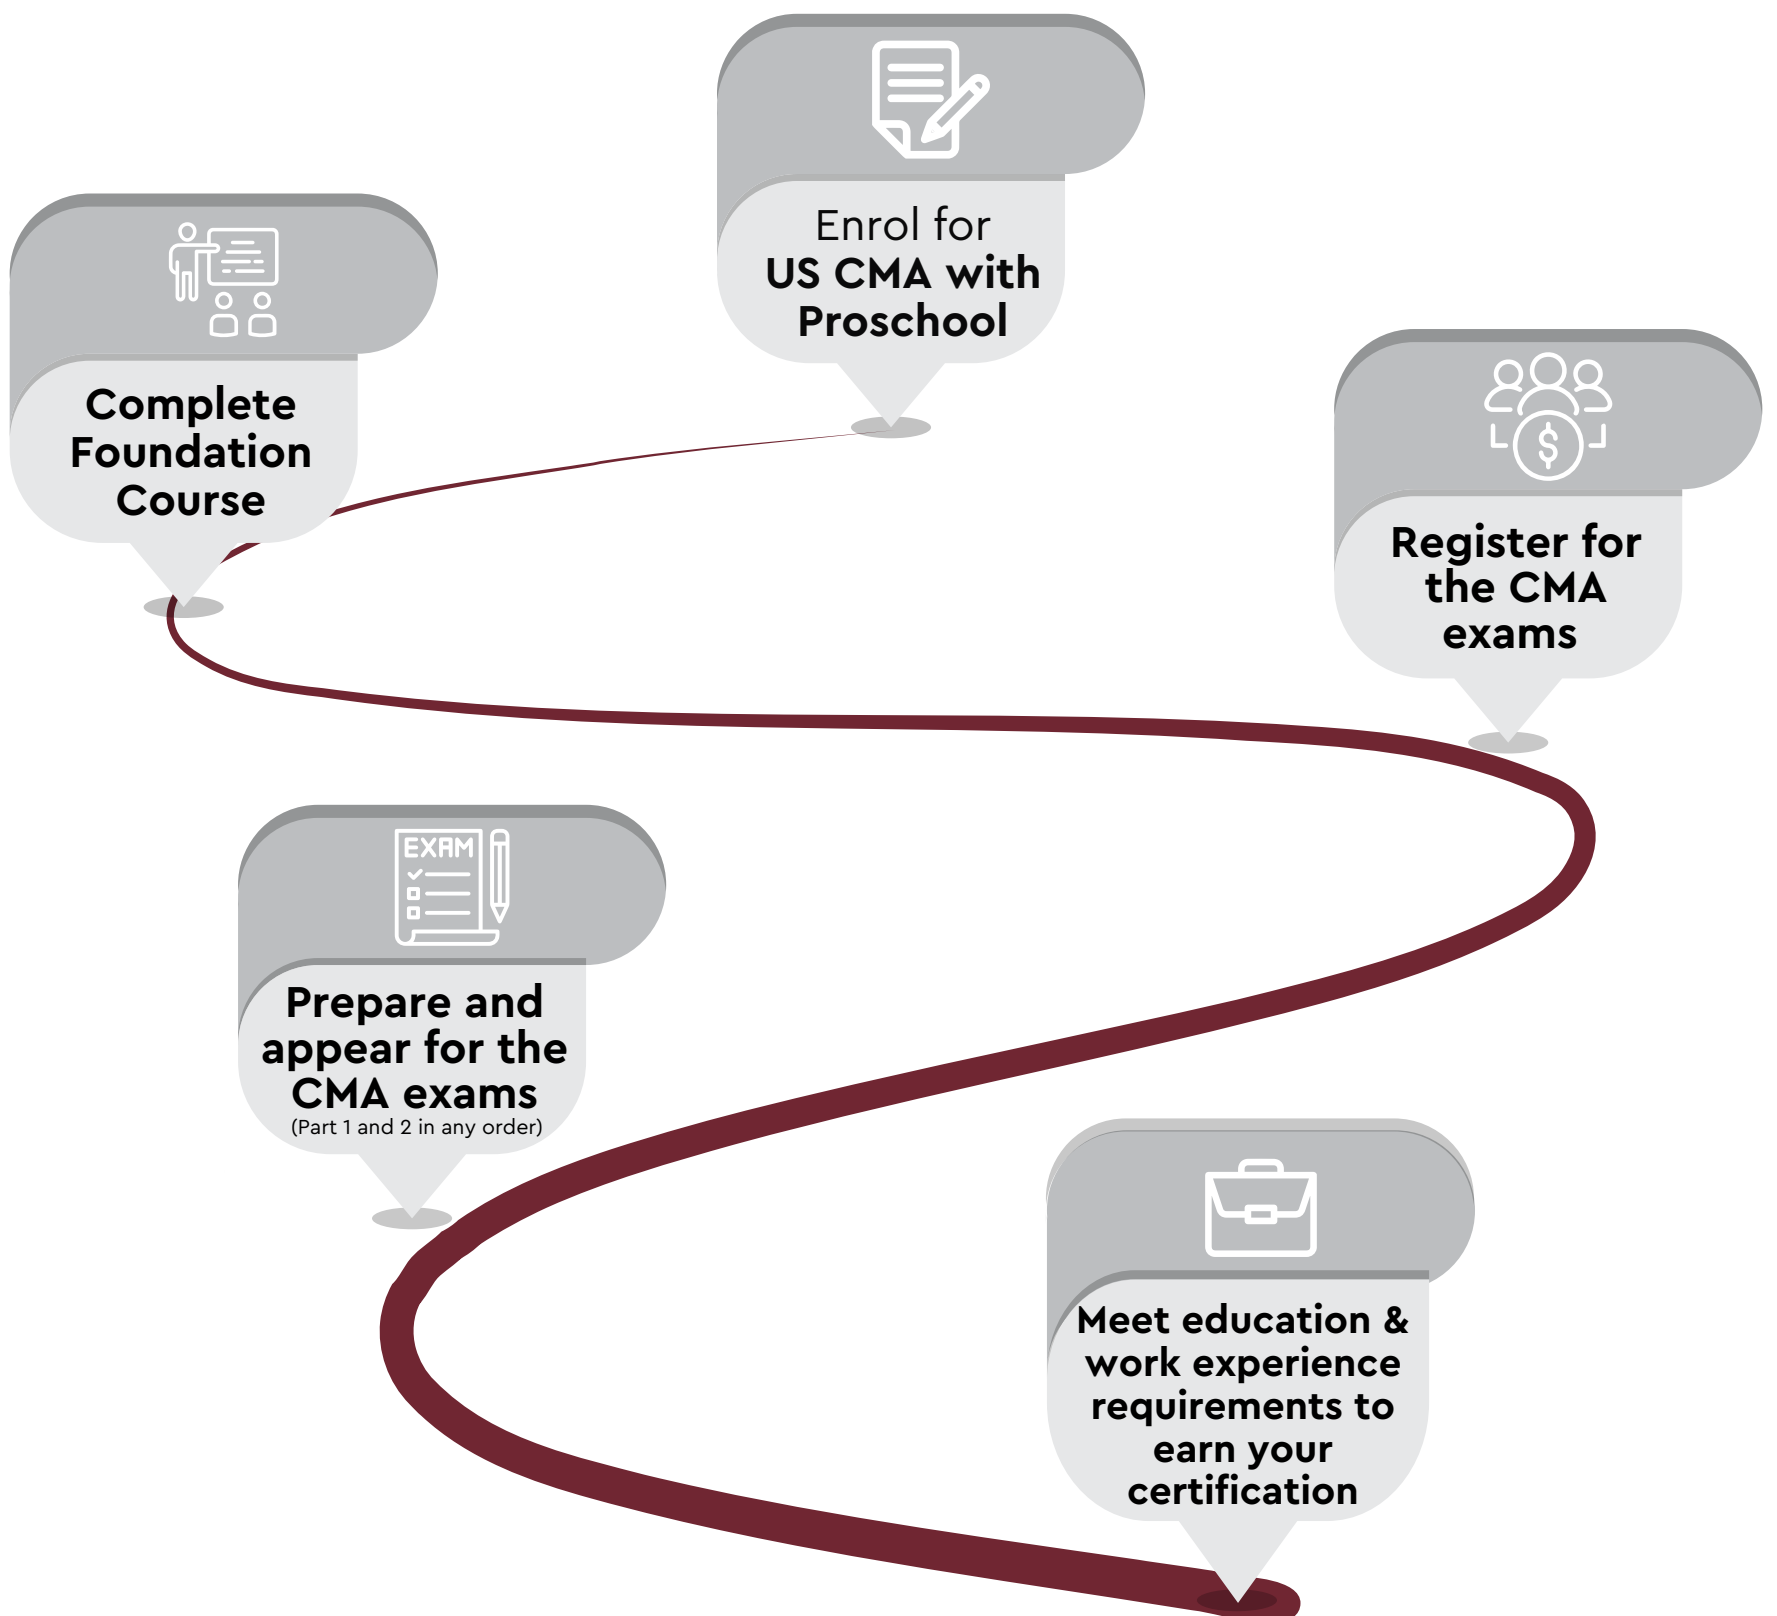 Enrol for
US CMA with
Proschool
Complete
Foundation
Course
Register for
the CMA
exams
$
EXAM
Prepare and
appear for the
CMA exams
(Part 1 and 2 in any order)
Meet education &
work experience
requirements to
earn your
certification